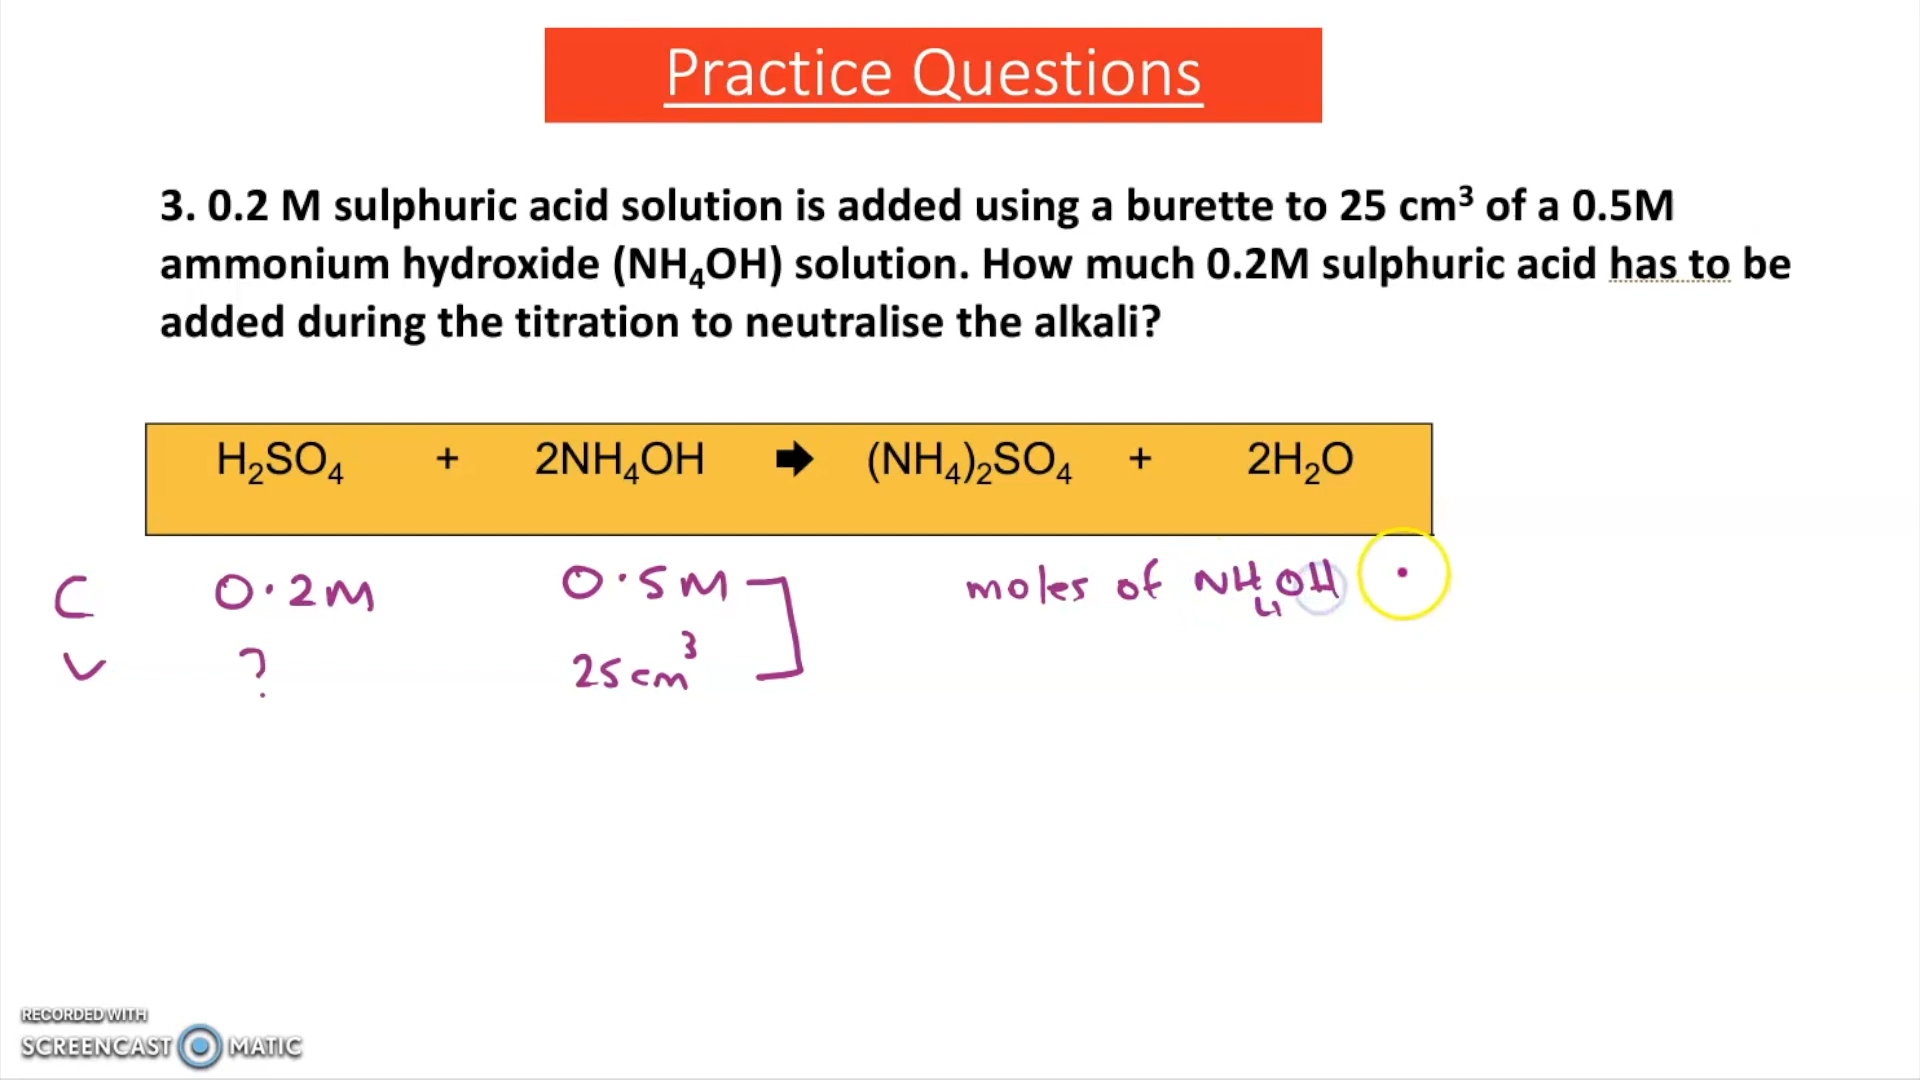 Practice Questions
3. 0.2 M sulphuric acid solution is added using a burette to 25 cm³ of a 0.5M
ammonium hydroxide (NH₄OH) solution. How much 0.2M sulphuric acid has to be
added during the titration to neutralise the alkali?
H₂SO₄ + 2NH₄OH 🡆 (NH₄)₂SO₄ + 2H₂O
C 0.2M 0.5M moles of NH₄OH
V ? 25cm³
RECORDED WITH
SCREENCAST MATIC